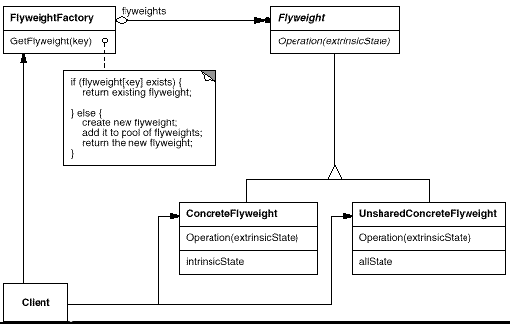 FlyweightFactory
flyweights
Flyweight
GetFlyweight(key)
Operation(extrinsicState)
if (flyweight[key] exists) {
return existing flyweight;
} else {
create new flyweight;
add it to pool of flyweights;
return the new flyweight;
}
ConcreteFlyweight
UnsharedConcreteFlyweight
Operation(extrinsicState)
Operation(extrinsicState)
intrinsicState
allState
Client